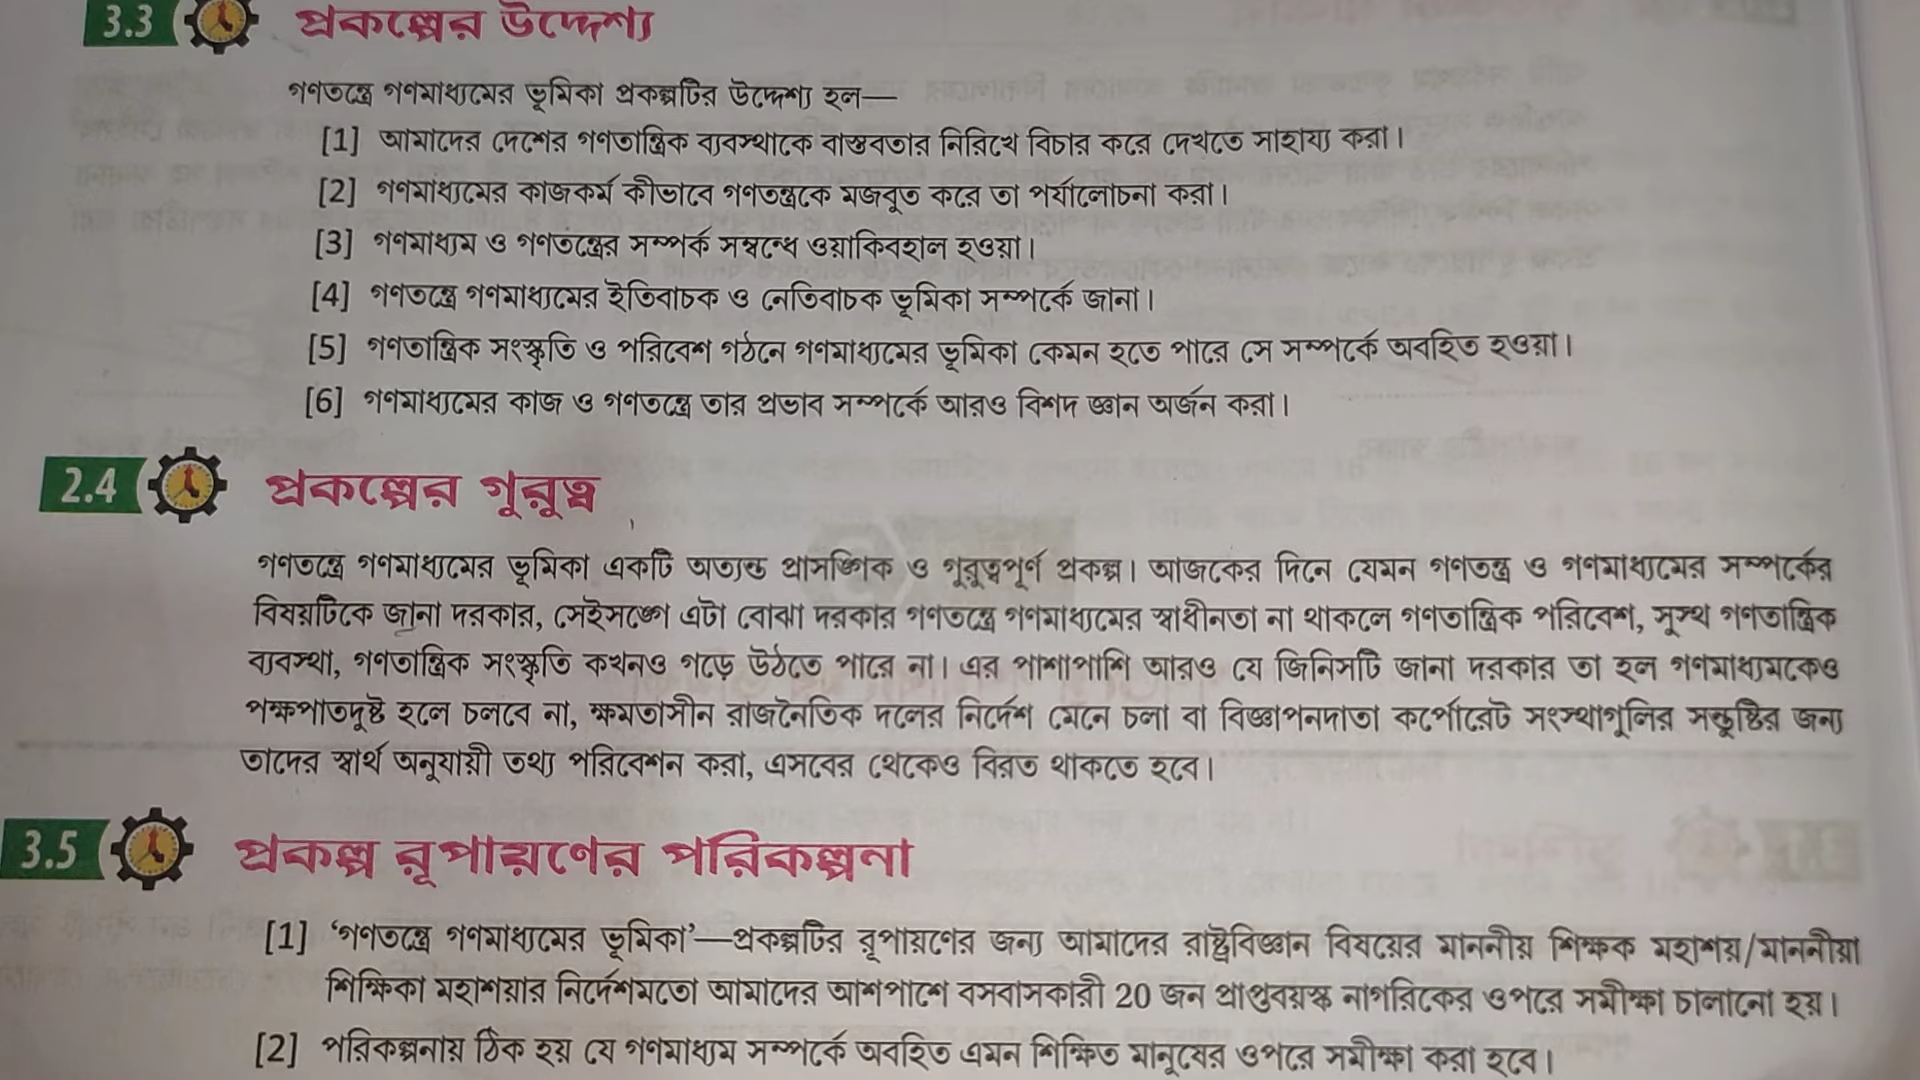 3.3 প্রকল্পের উদ্দেশ্য
গণতন্ত্রে গণমাধ্যমের ভূমিকা প্রকল্পটির উদ্দেশ্য হল—
[1] আমাদের দেশের গণতান্ত্রিক ব্যবস্থাকে বাস্তবতার নিরিখে বিচার করে দেখতে সাহায্য করা।
[2] গণমাধ্যমের কাজকর্ম কীভাবে গণতন্ত্রকে মজবুত করে তা পর্যালোচনা করা।
[3] গণমাধ্যম ও গণতন্ত্রের সম্পর্ক সম্বন্ধে ওয়াকিবহাল হওয়া।
[4] গণতন্ত্রে গণমাধ্যমের ইতিবাচক ও নেতিবাচক ভূমিকা সম্পর্কে জানা।
[5] গণতান্ত্রিক সংস্কৃতি ও পরিবেশ গঠনে গণমাধ্যমের ভূমিকা কেমন হতে পারে সে সম্পর্কে অবহিত হওয়া।
[6] গণমাধ্যমের কাজ ও গণতন্ত্রে তার প্রভাব সম্পর্কে আরও বিশদ জ্ঞান অর্জন করা।
2.4 প্রকল্পের গুরুত্ব
গণতন্ত্রে গণমাধ্যমের ভূমিকা একটি অত্যন্ত প্রাসঙ্গিক ও গুরুত্বপূর্ণ প্রকল্প। আজকের দিনে যেমন গণতন্ত্র ও গণমাধ্যমের সম্পর্কের
বিষয়টিকে জানা দরকার, সেইসঙ্গে এটা বোঝা দরকার গণতন্ত্রে গণমাধ্যমের স্বাধীনতা না থাকলে গণতান্ত্রিক পরিবেশ, সুস্থ গণতান্ত্রিক
ব্যবস্থা, গণতান্ত্রিক সংস্কৃতি কখনও গড়ে উঠতে পারে না। এর পাশাপাশি আরও যে জিনিসটি জানা দরকার তা হল গণমাধ্যমকেও
পক্ষপাতদুষ্ট হলে চলবে না, ক্ষমতাসীন রাজনৈতিক দলের নির্দেশ মেনে চলা বা বিজ্ঞাপনদাতা কর্পোরেট সংস্থাগুলির সন্তুষ্টির জন্য
তাদের স্বার্থ অনুযায়ী তথ্য পরিবেশন করা, এসবের থেকেও বিরত থাকতে হবে।
3.5 প্রকল্প রূপায়ণের পরিকল্পনা
[1] ‘গণতন্ত্রে গণমাধ্যমের ভূমিকা’—প্রকল্পটির রূপায়ণের জন্য আমাদের রাষ্ট্রবিজ্ঞান বিষয়ের মাননীয় শিক্ষক মহাশয়/মাননীয়া
শিক্ষিকা মহাশয়ার নির্দেশমতো আমাদের আশপাশে বসবাসকারী 20 জন প্রাপ্তবয়স্ক নাগরিকের ওপরে সমীক্ষা চালানো হয়।
[2] পরিকল্পনায় ঠিক হয় যে গণমাধ্যম সম্পর্কে অবহিত এমন শিক্ষিত মানুষের ওপরে সমীক্ষা করা হবে।